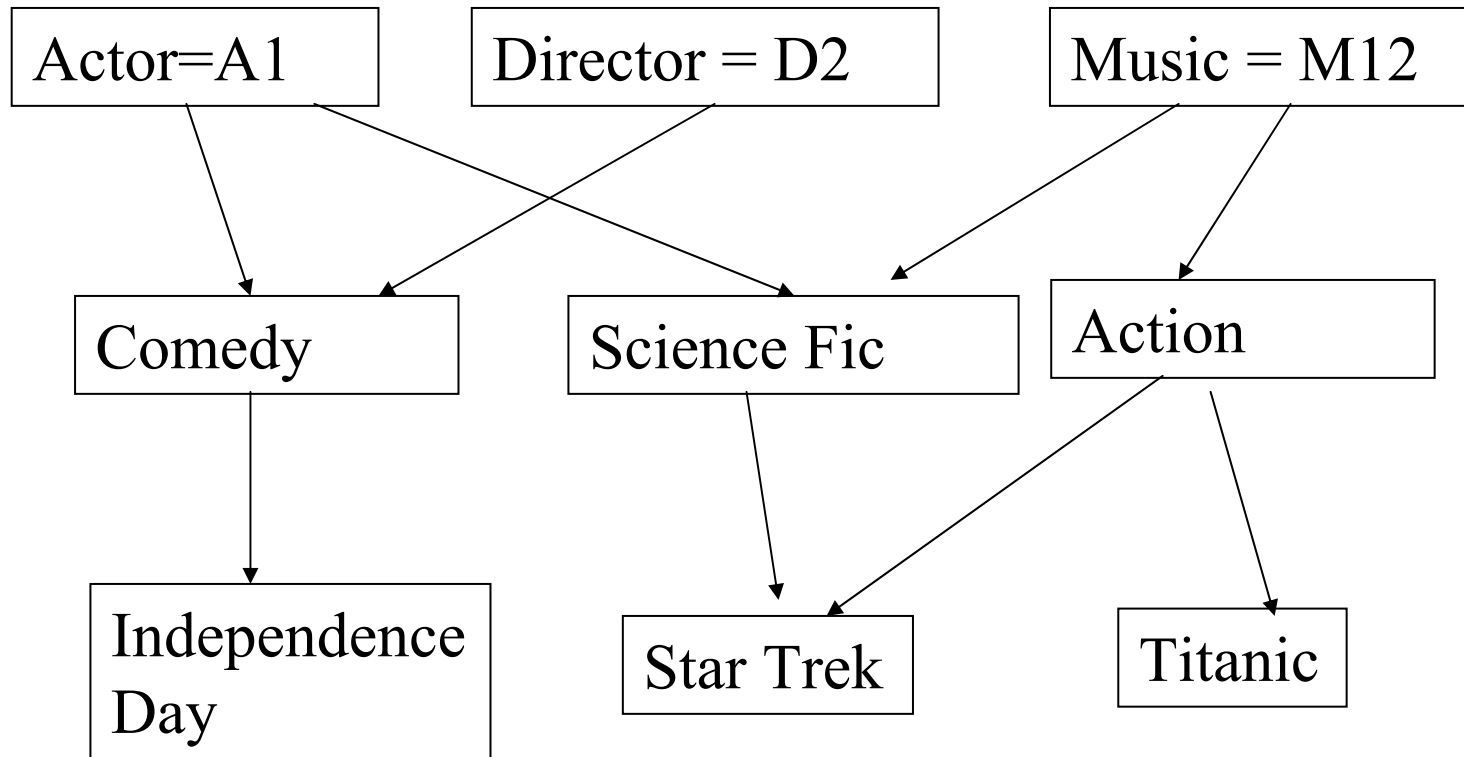 Actor=A1
Director = D2
Music = M12
Comedy
Science Fic
Action
Independence
Day
Star Trek
Titanic